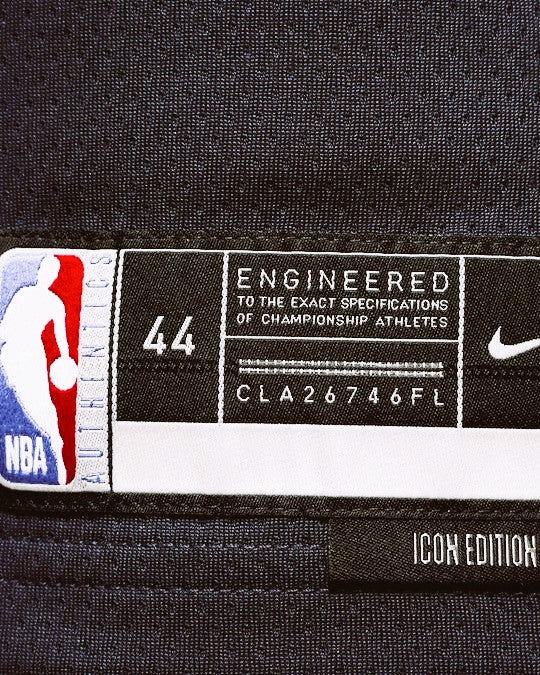 NBA
AUTHENTICS
44
ENGINEERED
TO THE EXACT SPECIFICATIONS
OF CHAMPIONSHIP ATHLETES
CLA26746FL
ICON EDITION